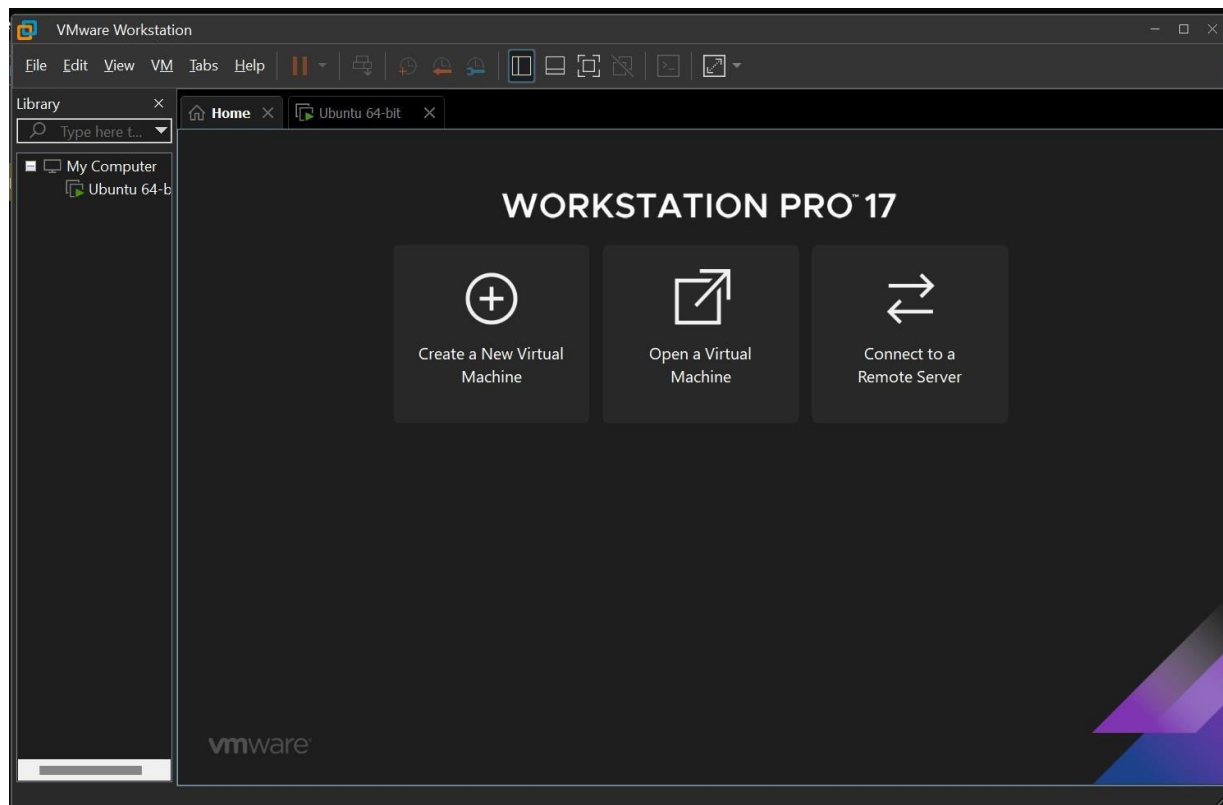 VMware Workstation
File Edit View VM Tabs Help
Library
Type here t...
My Computer
Ubuntu 64-b
Home
Ubuntu 64-bit
WORKSTATION PRO™ 17
Create a New Virtual
Machine
Open a Virtual
Machine
Connect to a
Remote Server
vmware